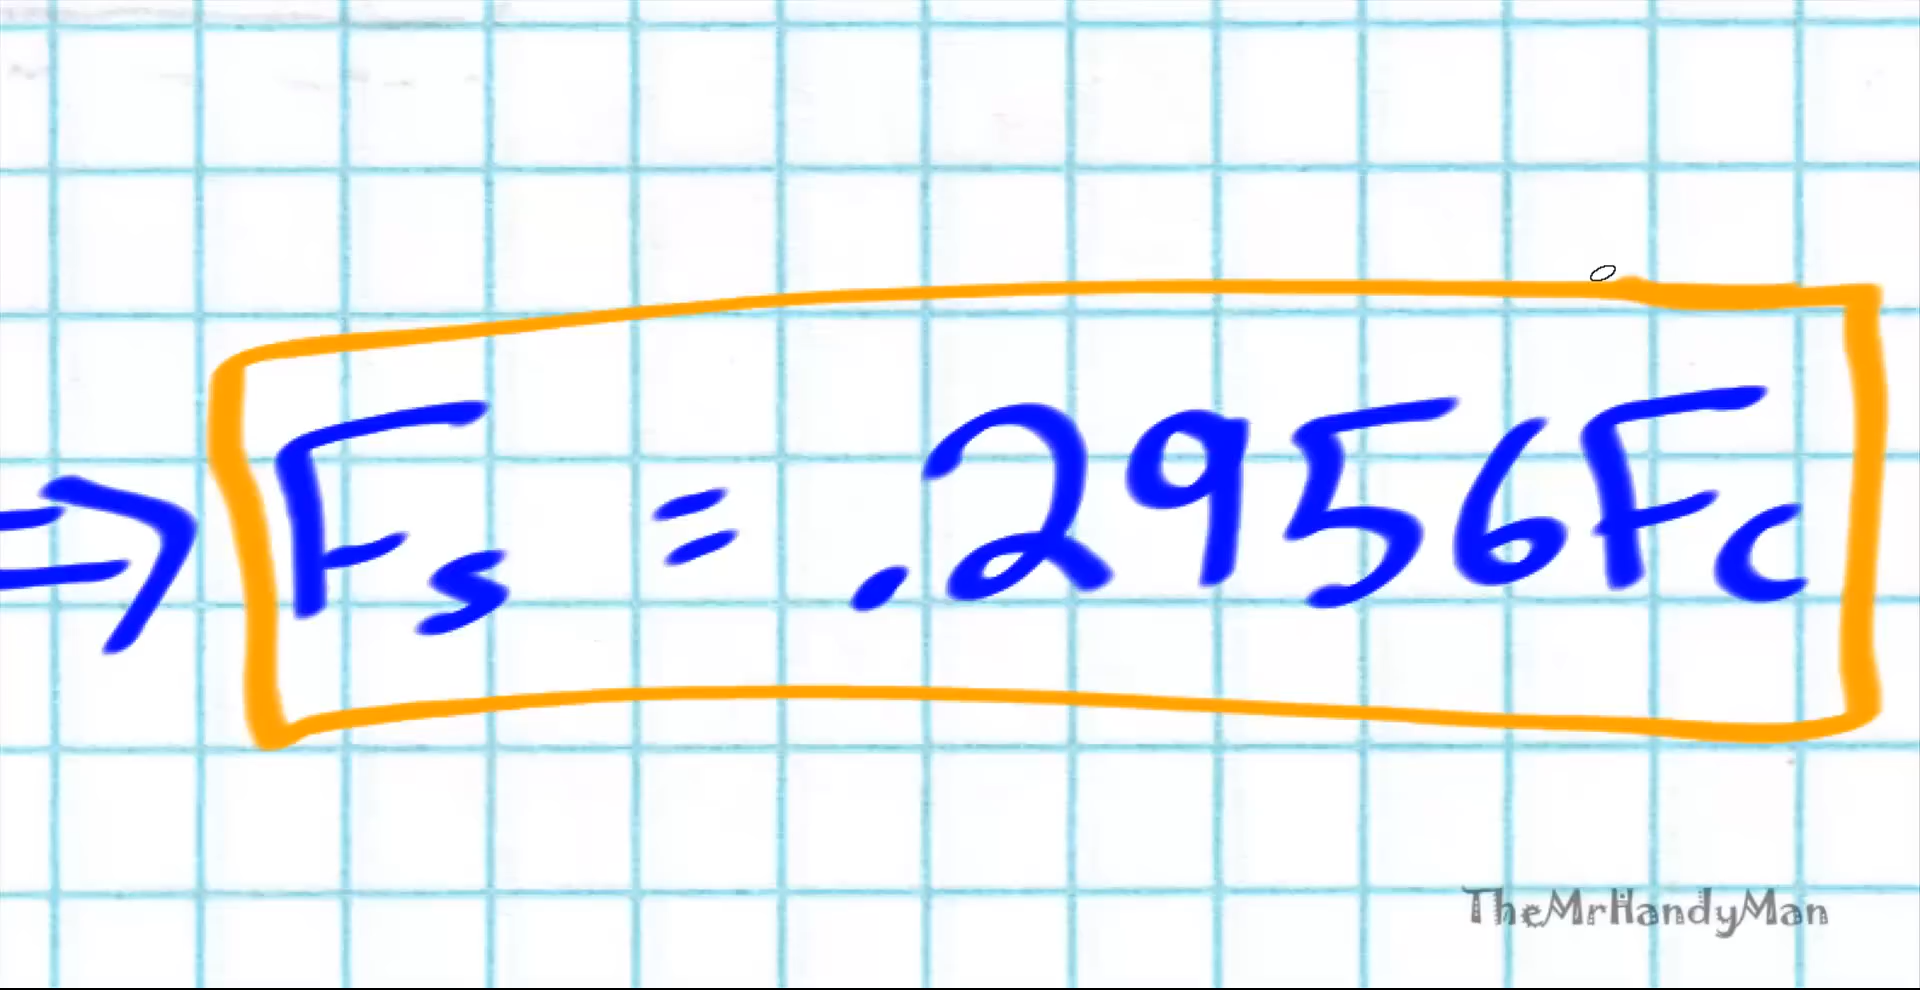 => Fs = .2956Fc
TheMrHandyMan